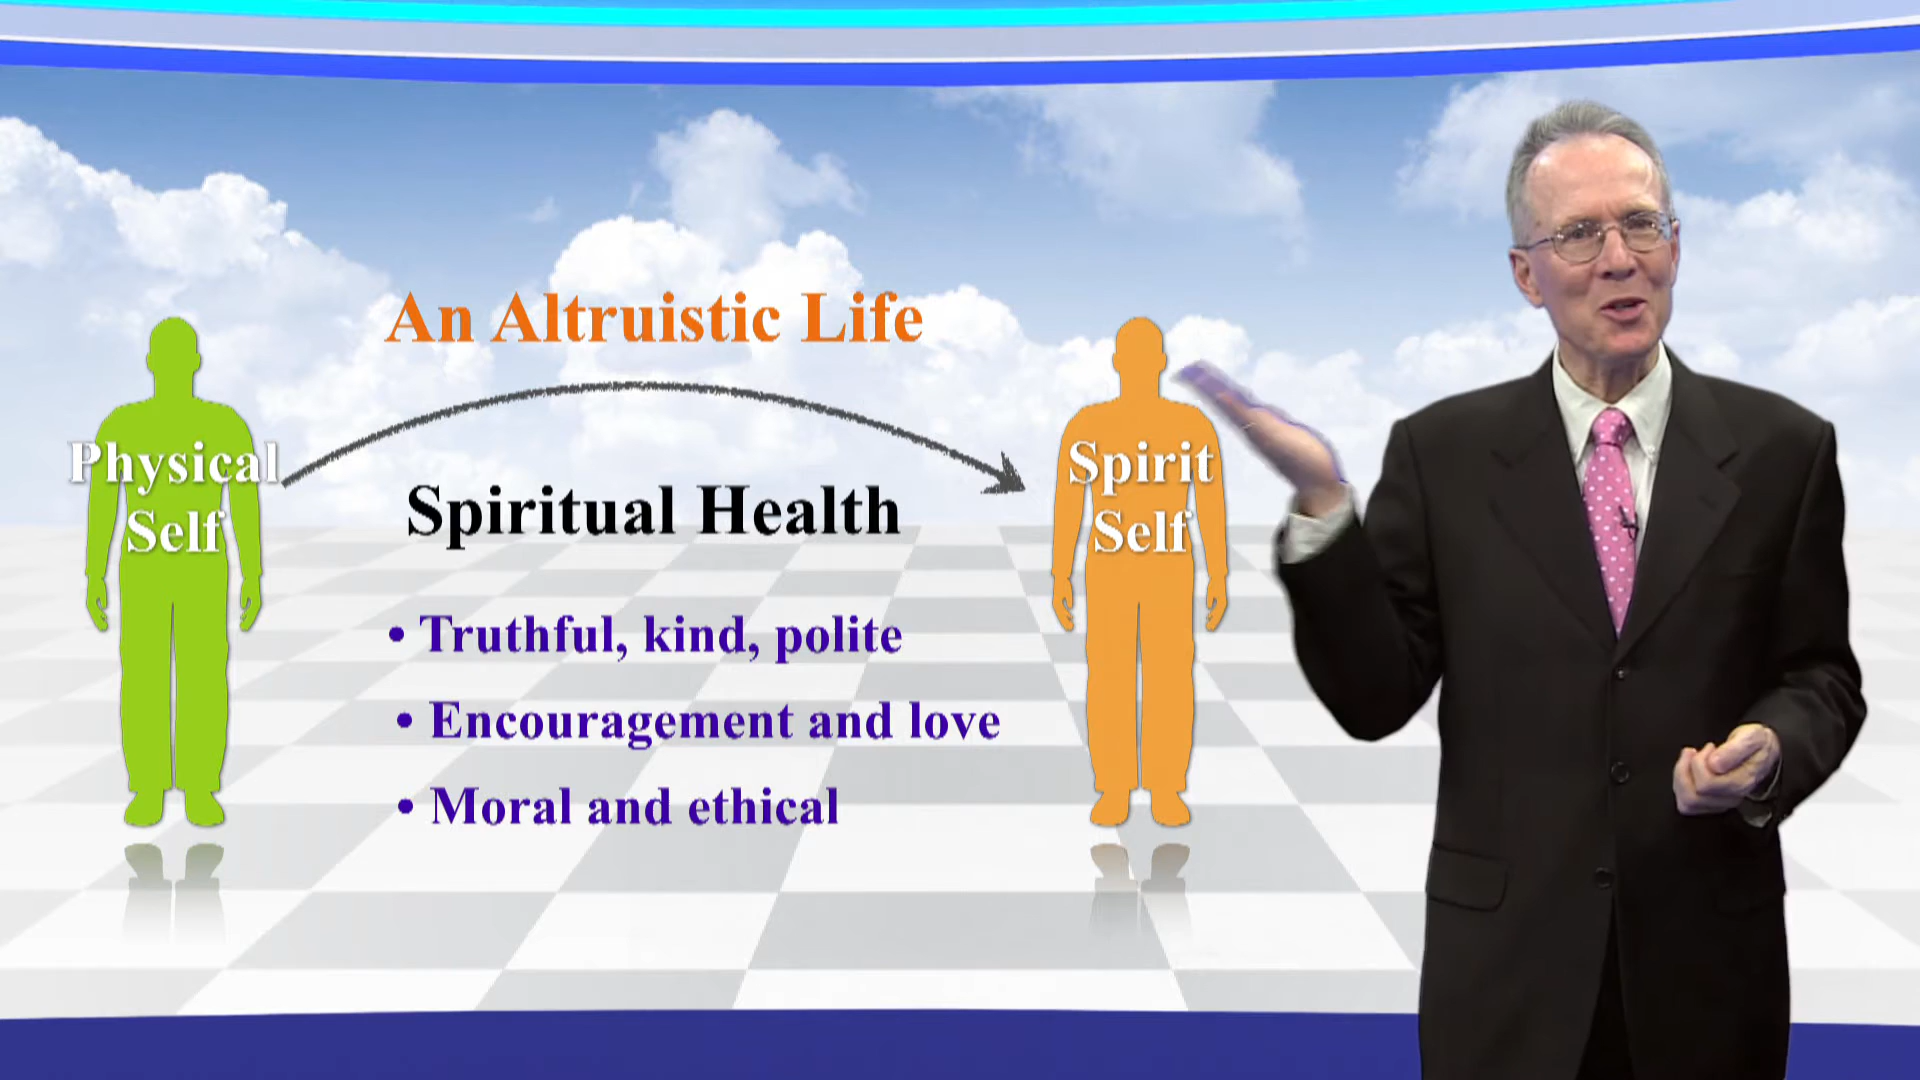 An Altruistic Life
Physical
Self
Spirit
Self
Spiritual Health
• Truthful, kind, polite
• Encouragement and love
• Moral and ethical